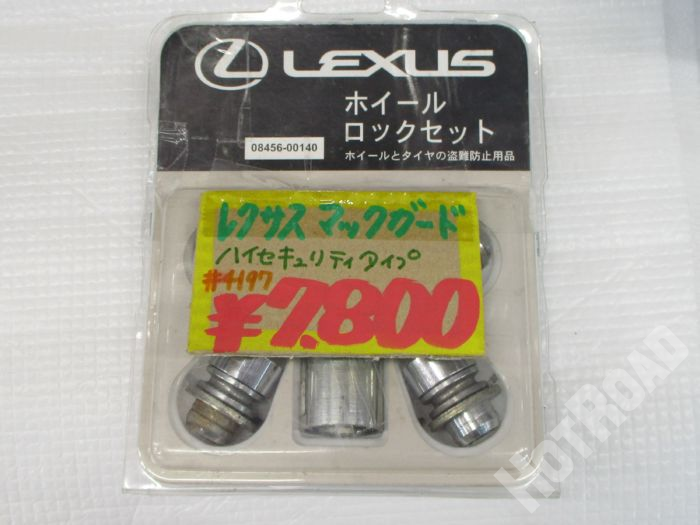 LEXUS
ホイール
ロックセット
08456-00140
ホイールとタイヤの盗難防止用品
レクサス マックガード
ハイセキュリティタイプ
#4197
¥7.800
HOTROAD